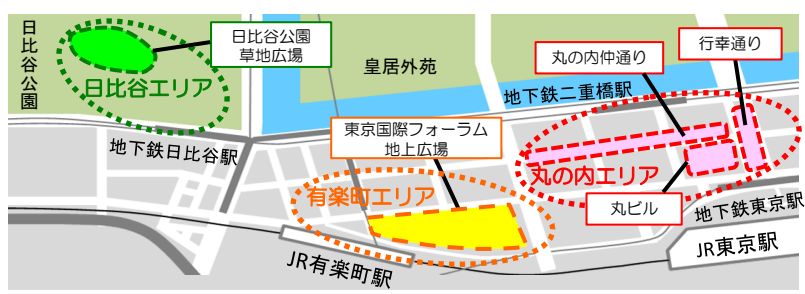 日比谷公園
日比谷公園
草地広場
日比谷エリア
皇居外苑
丸の内仲通り
行幸通り
地下鉄二重橋駅
東京国際フォーラム
地上広場
地下鉄日比谷駅
丸の内エリア
有楽町エリア
丸ビル
地下鉄東京駅
JR東京駅
JR有楽町駅